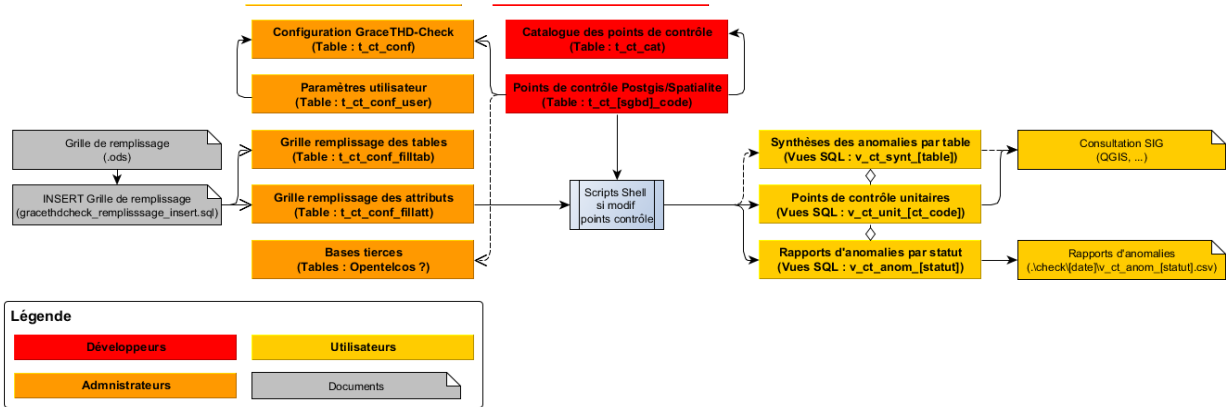 Configuration GraceTHD-Check
(Table : t_ct_conf)
Catalogue des points de contrôle
(Table : t_ct_cat)
Paramètres utilisateur
(Table : t_ct_conf_user)
Points de contrôle Postgis/Spatialite
(Table : t_ct_[sgbd]_code)
Grille de remplissage
(.ods)
Grille remplissage des tables
(Table : t_ct_conf_filltab)
Synthèses des anomalies par table
(Vues SQL : v_ct_synt_[table])
Consultation SIG
(QGIS, ...)
INSERT Grille de remplissage
(gracethdcheck_remplisssage_insert.sql)
Grille remplissage des attributs
(Table : t_ct_conf_fillatt)
Scripts Shell
si modif
points contrôle
Points de contrôle unitaires
(Vues SQL : v_ct_unit_[ct_code])
Bases tierces
(Tables : Opentelcos ?)
Rapports d'anomalies par statut
(Vues SQL : v_ct_anom_[statut])
Rapports d'anomalies
(.\check\[date]\v_ct_anom_[statut].csv)
Légende
Développeurs
Utilisateurs
Admnistrateurs
Documents